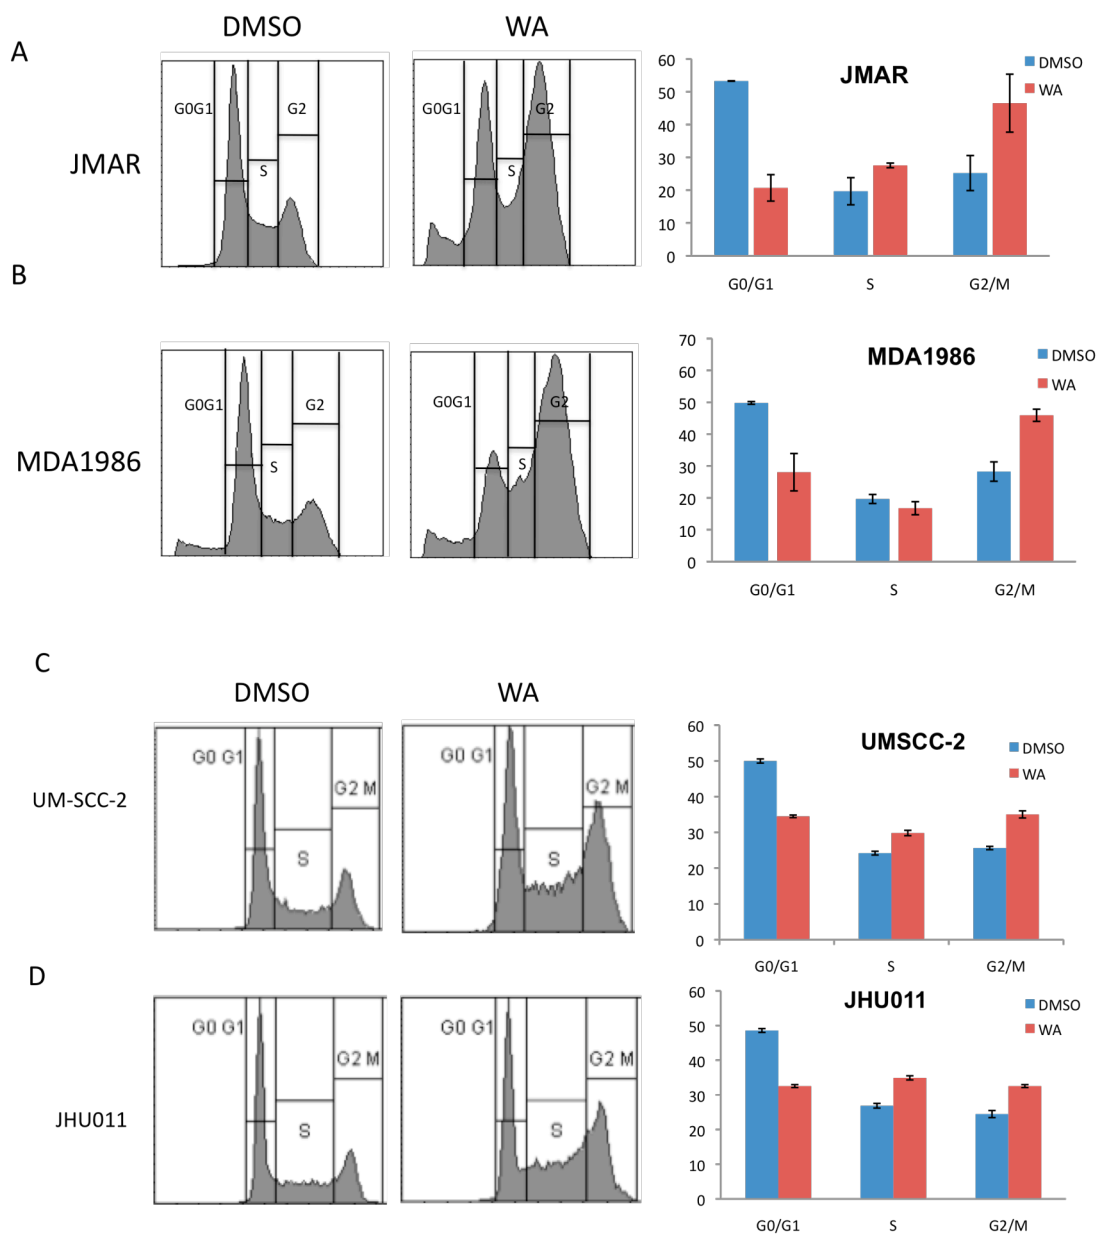 A
DMSO
WA
JMAR
G0G1
S
G2
G0G1
S
G2
JMAR
DMSO
WA
60
50
40
30
20
10
0
G0/G1
S
G2/M
B
MDA1986
G0G1
S
G2
G0G1
S
G2
MDA1986
DMSO
WA
70
60
50
40
30
20
10
0
G0/G1
S
G2/M
C
DMSO
WA
UM-SCC-2
G0 G1
S
G2 M
G0 G1
S
G2 M
UMSCC-2
DMSO
WA
60
50
40
30
20
10
0
G0/G1
S
G2/M
D
JHU011
G0 G1
S
G2 M
G0 G1
S
G2 M
JHU011
DMSO
WA
60
50
40
30
20
10
0
G0/G1
S
G2/M